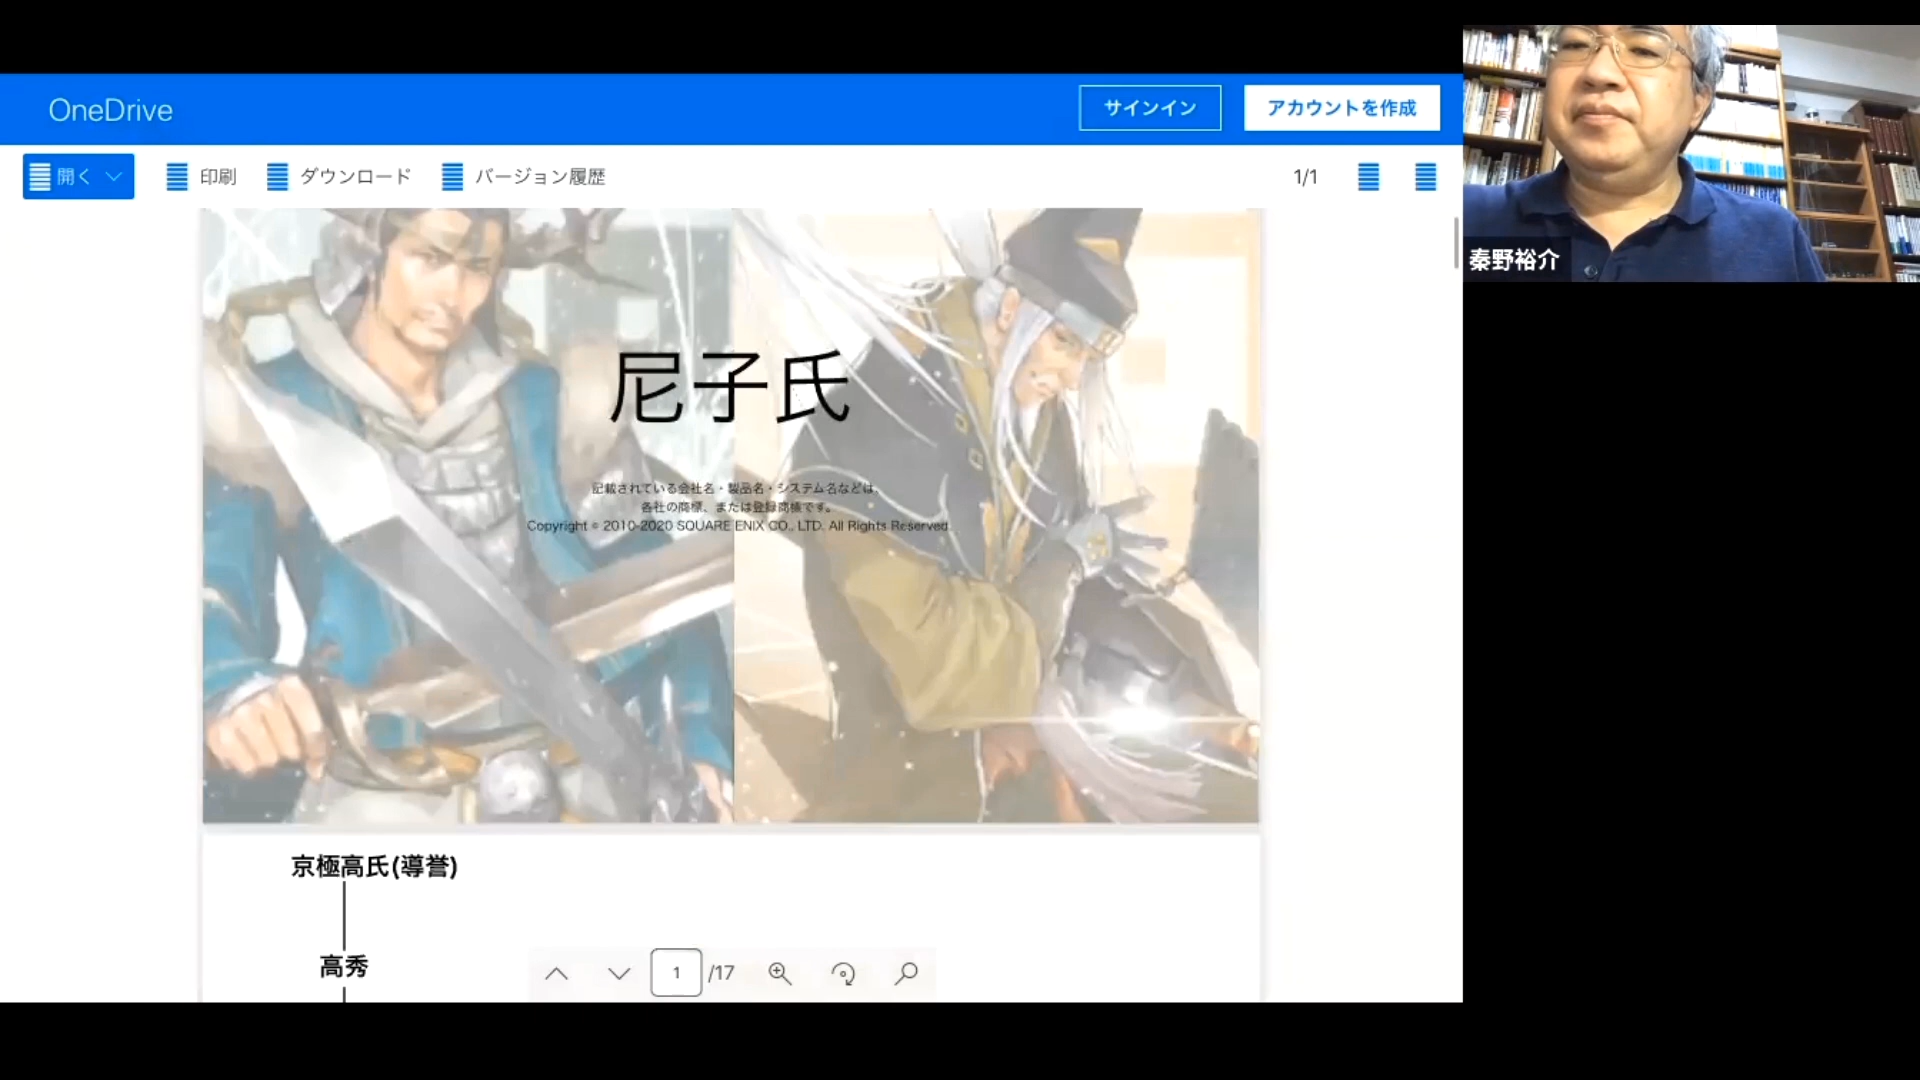 OneDrive
サインイン
アカウントを作成
開く
印刷
ダウンロード
バージョン履歴
1/1
秦野裕介
尼子氏
記載されている会社名・製品名・システム名などは、
各社の商標、または登録商標です。
Copyright © 2010-2020 SQUARE ENIX CO., LTD. All Rights Reserved.
京極高氏(導誉)
高秀
1 /17